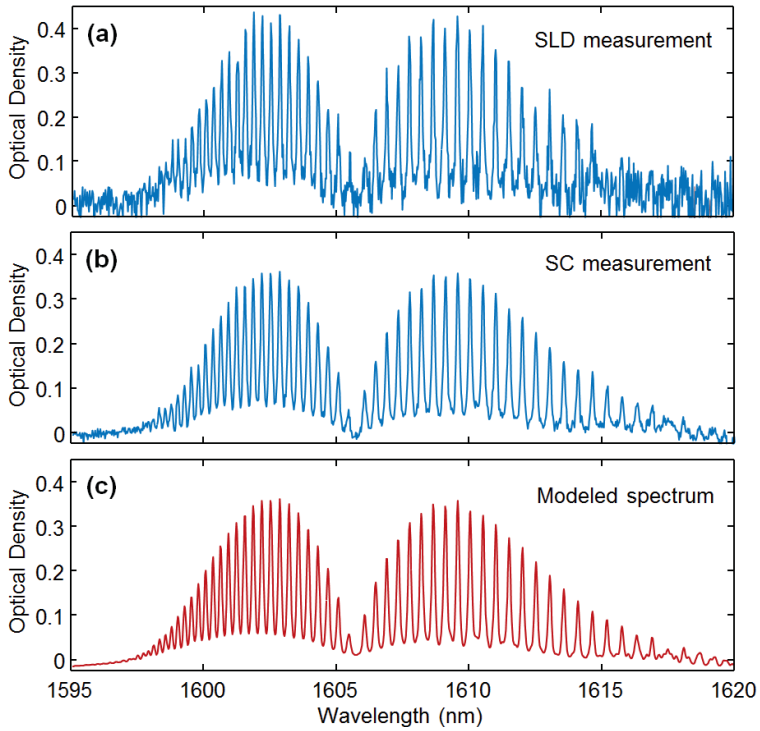 (a)
SLD measurement
Optical Density
0.4
0.3
0.2
0.1
0
(b)
SC measurement
Optical Density
0.4
0.3
0.2
0.1
0
(c)
Modeled spectrum
Optical Density
0.4
0.3
0.2
0.1
0
1595 1600 1605 1610 1615 1620
Wavelength (nm)